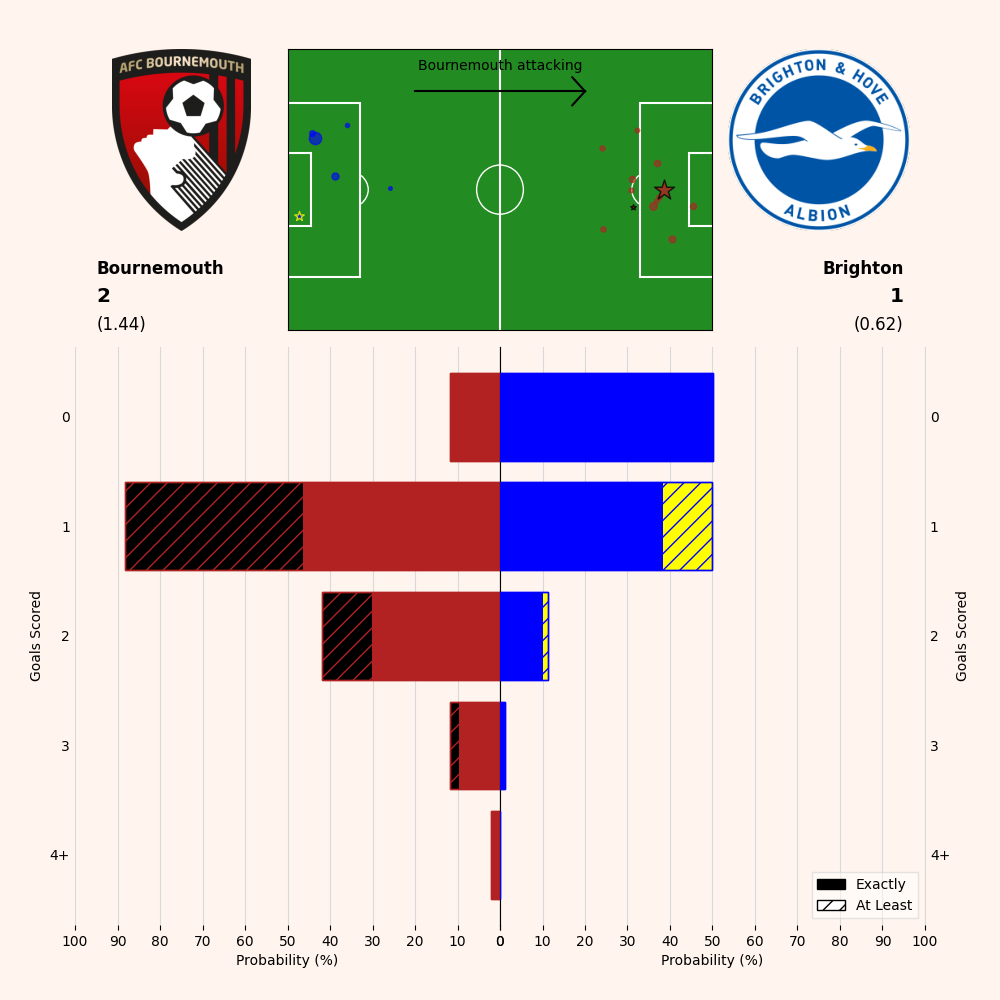 AFC BOURNEMOUTH
Bournemouth attacking
BRIGHTON & HOVE
ALBION
Bournemouth
2
(1.44)
Brighton
1
(0.62)
0
0
1
1
2
2
3
3
4+
4+
Goals Scored
Goals Scored
Exactly
At Least
100 90 80 70 60 50 40 30 20 10 0
0 10 20 30 40 50 60 70 80 90 100
Probability (%)
Probability (%)